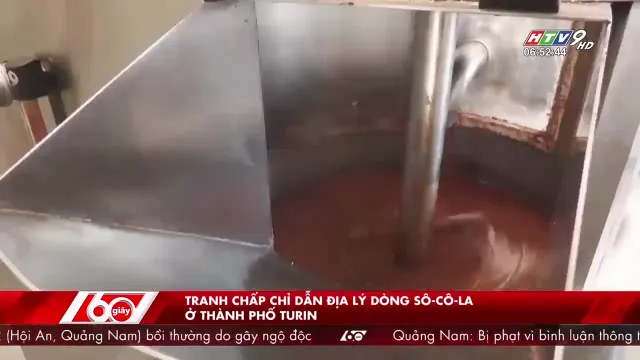 HTV9 HD
06:52:44
60 giây
TRANH CHẤP CHỈ DẪN ĐỊA LÝ DÒNG SÔ-CÔ-LA
Ở THÀNH PHỐ TURIN
(Hội An, Quảng Nam) bồi thường do gây ngộ độc 60 Quảng Nam: Bị phạt vì bình luận thông